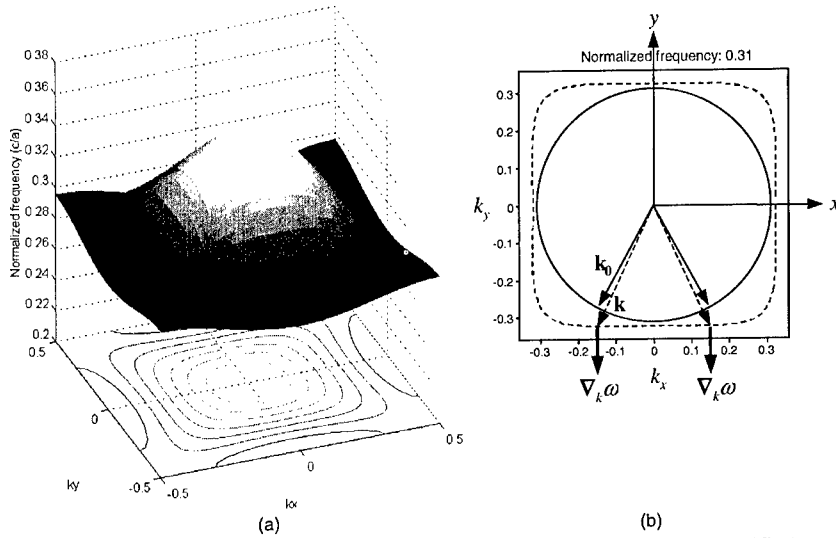 0 38
0 36
0 34
0 32
0 3
0 28
0 26
0 24
0 22
0 2
0 5
0
-0 5
-0 5
0
0 5
Normalized frequency (c/a)
ky
kx
(a)
y
Normalized frequency: 0.31
0.3
0.2
0.1
0
-0.1
-0.2
-0.3
k_y
x
k₀
k
-0.3 -0.2 -0.1 0 0.1 0.2 0.3
∇_kω k_x ∇_kω
(b)